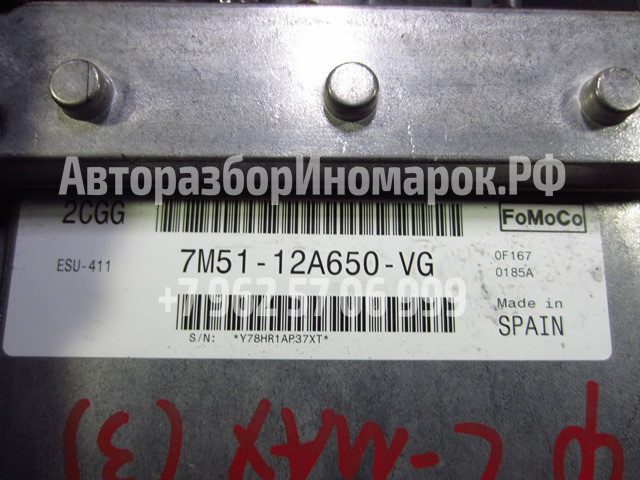 АвторазборИномарок.РФ
2CGG
FoMoCo
ESU-411
7M51-12A650-VG
0F167
0185A
+7 962 57 06 999
Made in
SPAIN
S/N: *Y78HR1AP37XT*
Ф C-MAX (3)